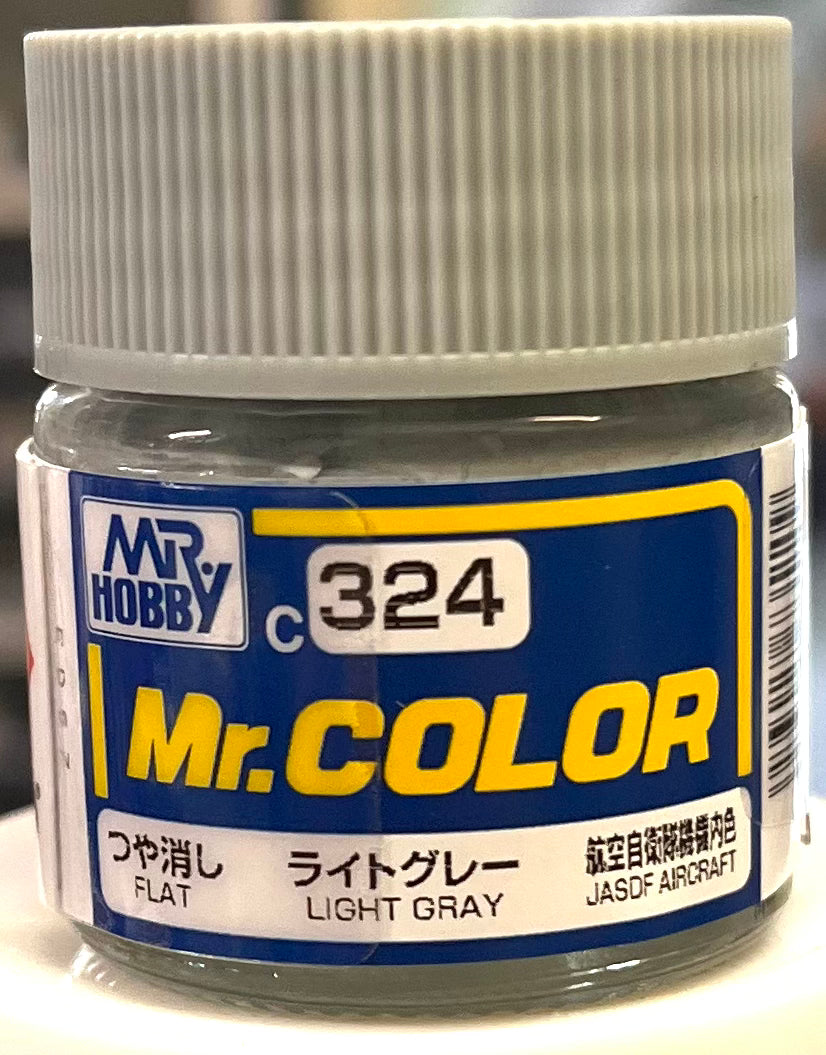 MR.
HOBBY
C 324
Mr.COLOR
つや消し
FLAT
ライトグレー
LIGHT GRAY
航空自衛隊機機内色
JASDF AIRCRAFT